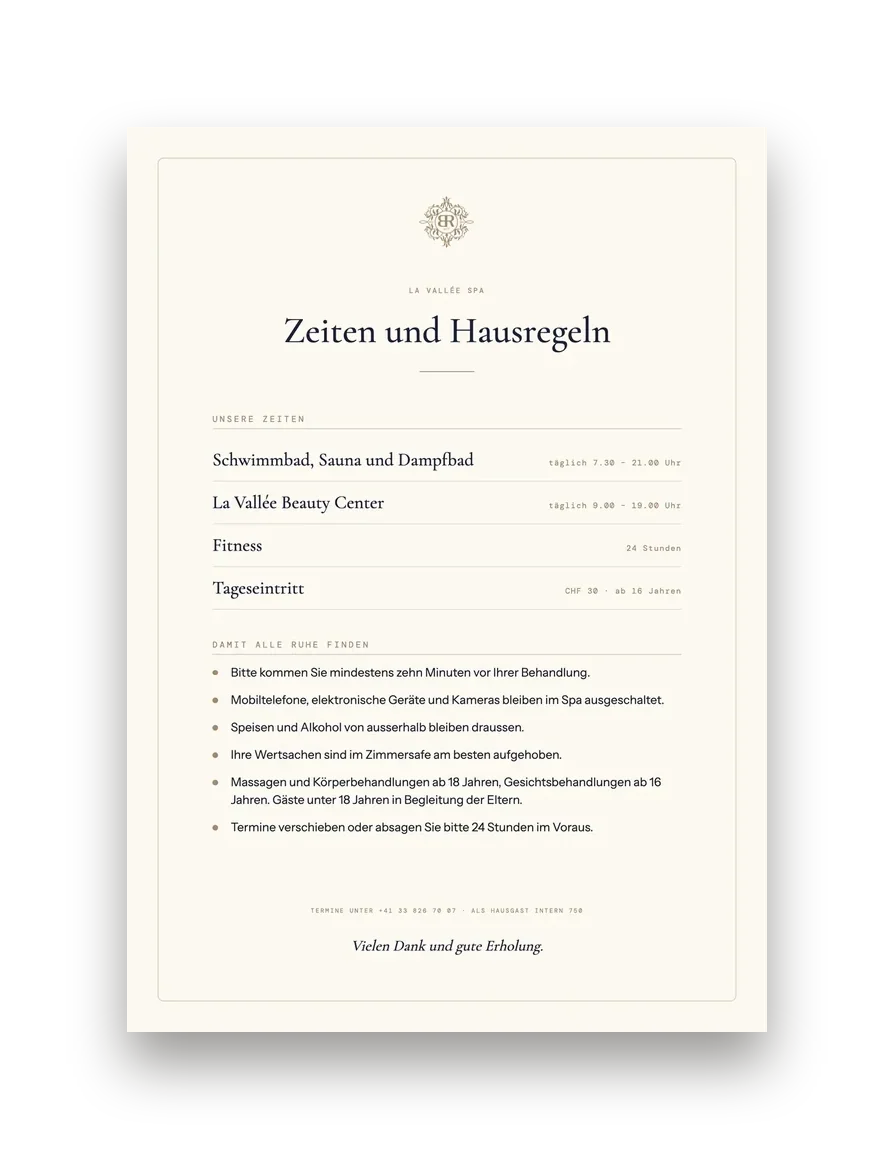 BR
LA VALLÉE SPA
Zeiten und Hausregeln
UNSERE ZEITEN
Schwimmbad, Sauna und Dampfbad täglich 7.30 – 21.00 Uhr
La Vallée Beauty Center täglich 9.00 – 19.00 Uhr
Fitness 24 Stunden
Tageseintritt CHF 30 · ab 16 Jahren
DAMIT ALLE RUHE FINDEN
Bitte kommen Sie mindestens zehn Minuten vor Ihrer Behandlung.
Mobiltelefone, elektronische Geräte und Kameras bleiben im Spa ausgeschaltet.
Speisen und Alkohol von ausserhalb bleiben draussen.
Ihre Wertsachen sind im Zimmersafe am besten aufgehoben.
Massagen und Körperbehandlungen ab 18 Jahren, Gesichtsbehandlungen ab 16
Jahren. Gäste unter 18 Jahren in Begleitung der Eltern.
Termine verschieben oder absagen Sie bitte 24 Stunden im Voraus.
TERMINE UNTER +41 33 826 70 07 · ALS HAUSGAST INTERN 750
Vielen Dank und gute Erholung.